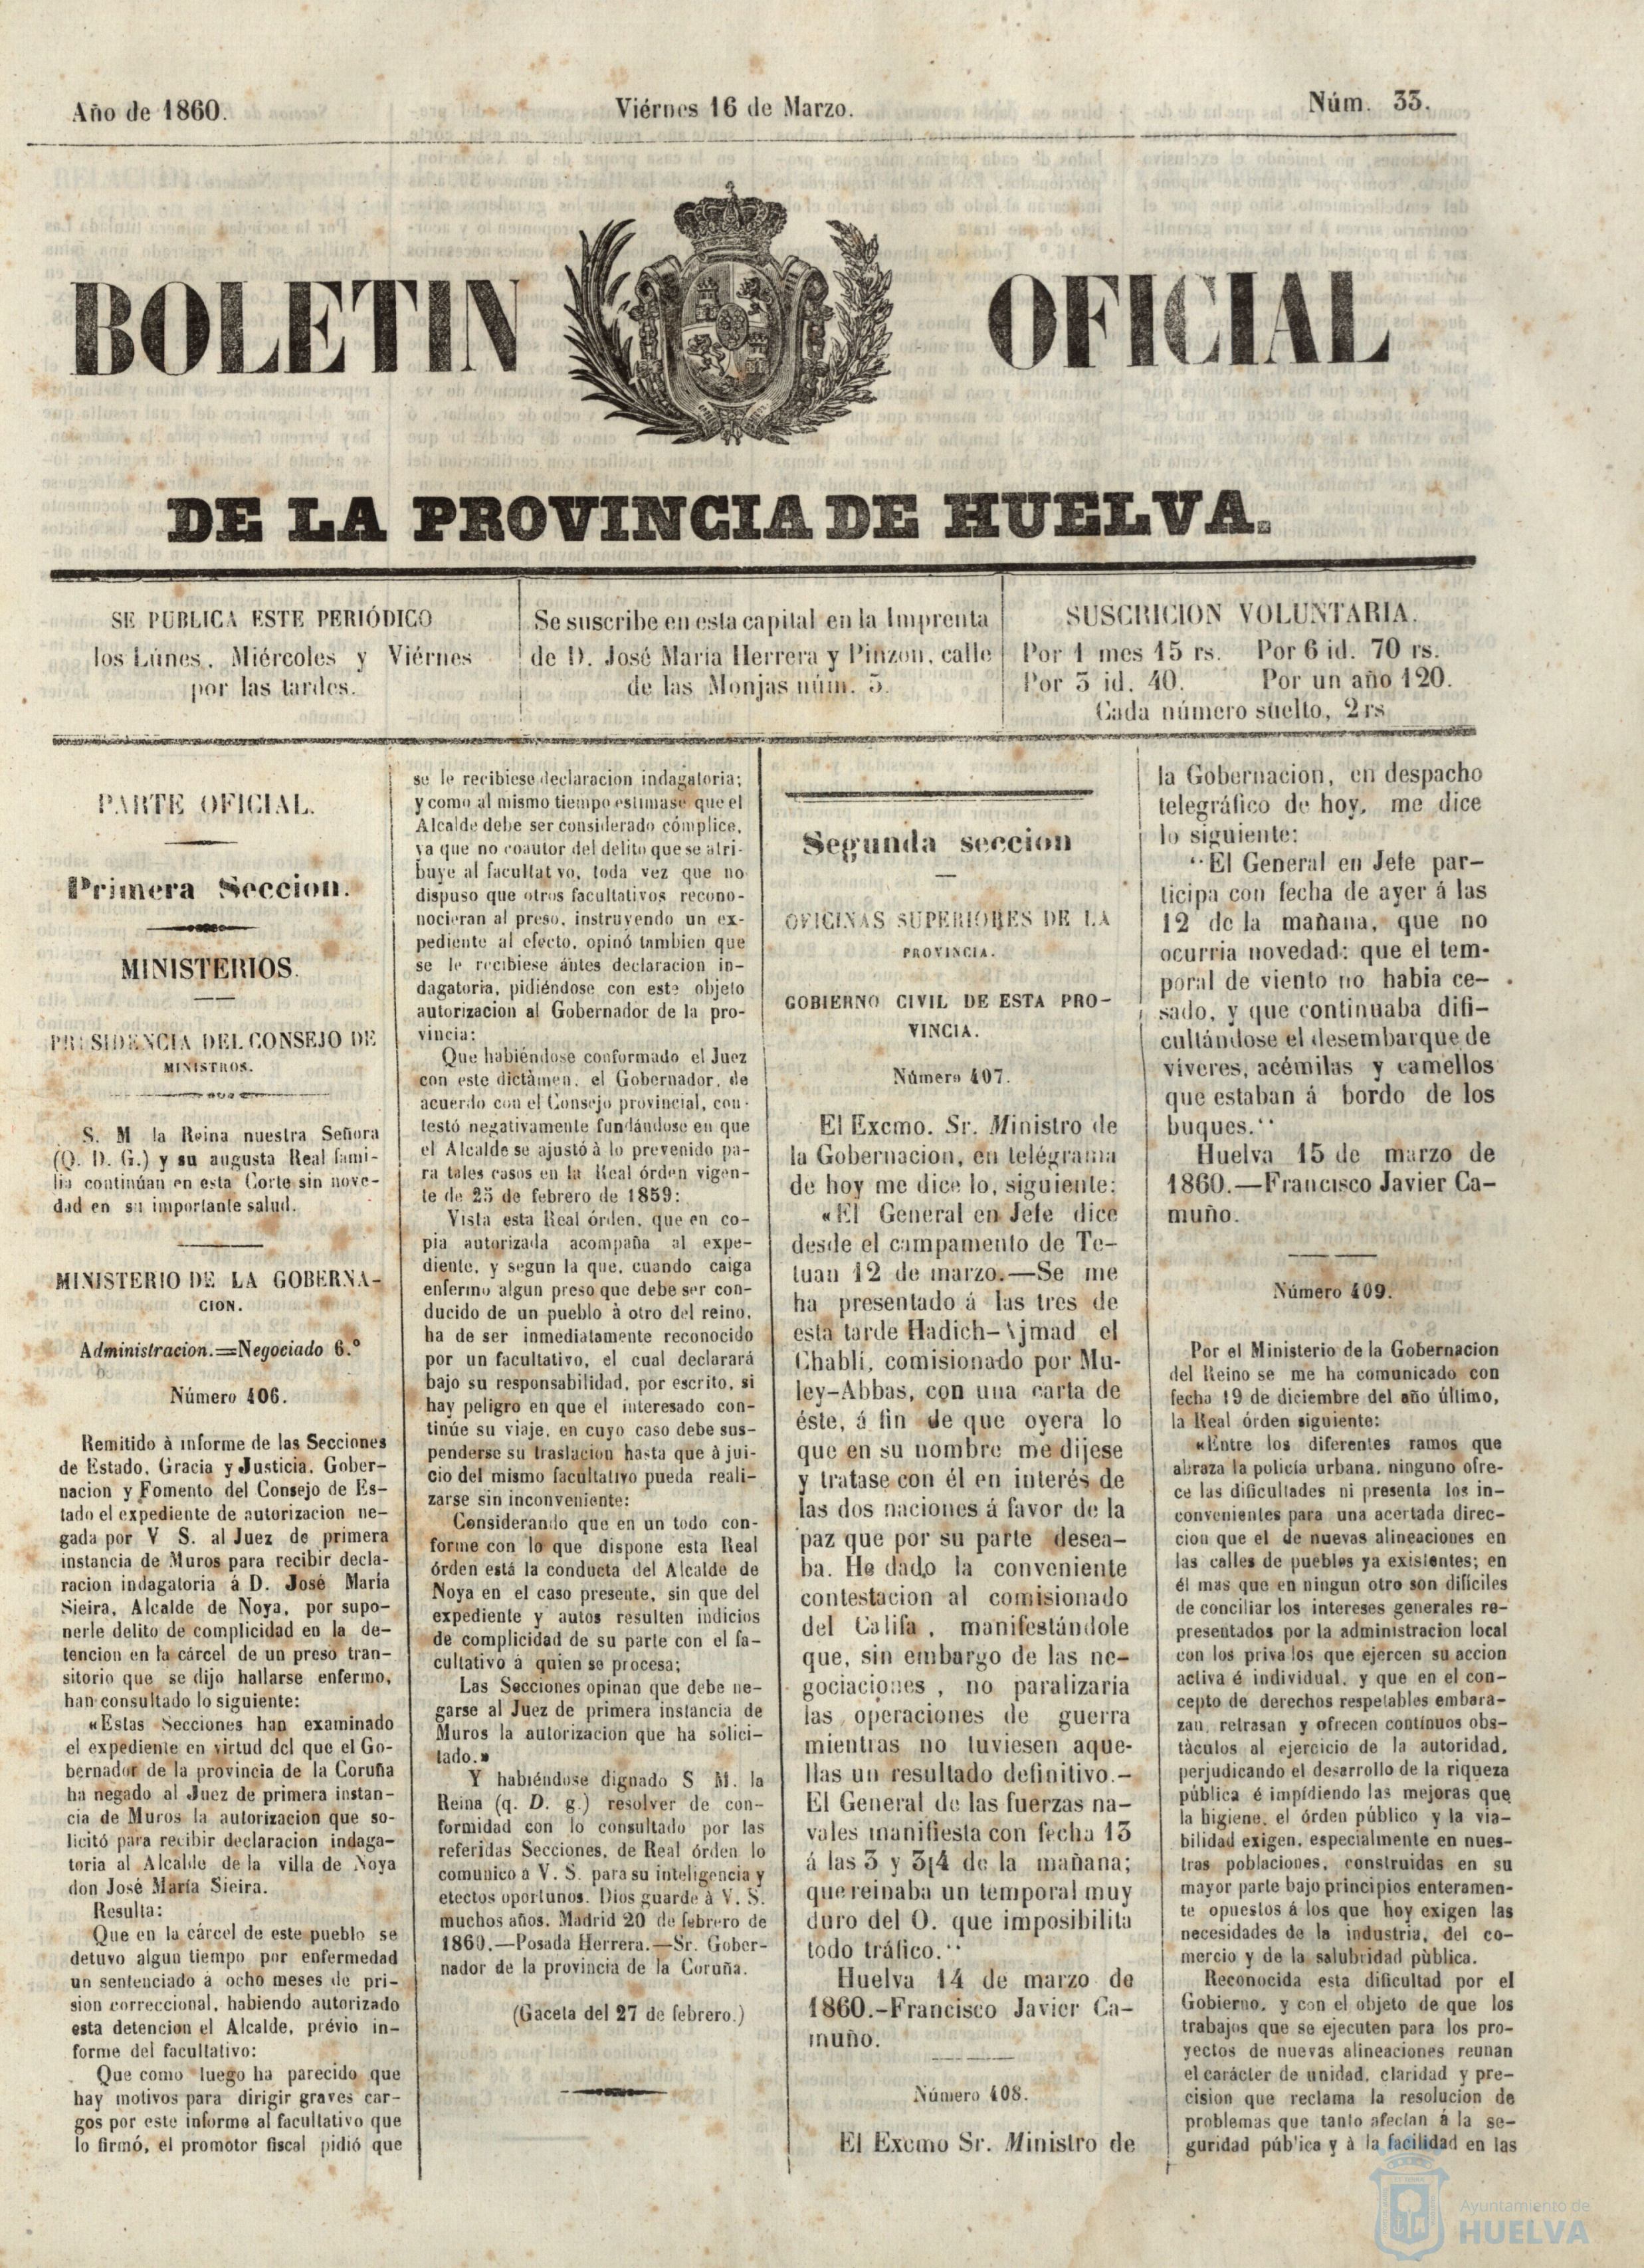 Año de 1860.
Viérnes 16 de Marzo.
Núm. 33.
BOLETIN OFICIAL
DE LA PROVINCIA DE HUELVA.
SE PUBLICA ESTE PERIÓDICO
los Lúnes, Miércoles y Viérnes
por las tardes.
Se suscribe en esta capital en la Imprenta
de D. José María Herrera y Pinzon, calle
de las Monjas núm. 5.
SUSCRICION VOLUNTARIA.
Por 1 mes 15 rs. Por 6 id. 70 rs.
Por 3 id. 40. Por un año 120.
Cada número suelto, 2 rs
PARTE OFICIAL.
Primera Seccion.
MINISTERIOS.
PRESIDENCIA DEL CONSEJO DE
MINISTROS.
S. M la Reina nuestra Señora
(Q. D. G.) y su augusta Real fami-
lia continúan en esta Corte sin nove-
dad en su importante salud.
MINISTERIO DE LA GOBERNA-
CION.
Administracion.=Negociado 6.º
Número 406.
Remitido à informe de las Secciones
de Estado, Gracia y Justicia, Gober-
nacion y Fomento del Consejo de Es-
tado el expediente de autorizacion ne-
gada por V S. al Juez de primera
instancia de Muros para recibir decla-
racion indagatoria á D. José María
Sieira, Alcalde de Noya, por supo-
nerle delito de complicidad en la de-
tencion en la cárcel de un preso tran-
sitorio que se dijo hallarse enfermo,
han consultado lo siguiente:
«Estas Secciones han examinado
el expediente en virtud del que el Go-
bernador de la provincia de la Coruña
ha negado al Juez de primera instan-
cia de Muros la autorizacion que so-
licitó para recibir declaracion indaga-
toria al Alcalde de la villa de Noya
don José María Sieira.
Resulta:
Que en la cárcel de este pueblo se
detuvo algun tiempo por enfermedad
un sentenciado á ocho meses de pri-
sion correccional, habiendo autorizado
esta detencion el Alcalde, prévio in-
forme del facultativo:
Que como luego ha parecido que
hay motivos para dirigir graves car-
gos por este informe al facultativo que
lo firmó, el promotor fiscal pidió que
se le recibiese declaracion indagatoria;
y como al mismo tiempo estimase que el
Alcalde debe ser considerado cómplice,
ya que no coautor del delito que se atri-
buye al facultat vo, toda vez que no
dispuso que otros facultativos recono-
nocieran al preso, instruyendo un ex-
pediente al efecto, opinó tambien que
se le recibiese ántes declaracion in-
dagatoria, pidiéndose con este objeto
autorizacion al Gobernador de la pro-
vincia:
Que habiéndose conformado el Juez
con este dictàmen, el Gobernador, de
acuerdo con el Consejo provincial, con-
testó negativamente fundándose en que
el Alcalde se ajustó à lo prevenido pa-
ra tales casos en la Real órden vigen-
te de 25 de febrero de 1859:
Vista esta Real órden, que en co-
pia autorizada acompaña al expe-
diente, y segun la que, cuando caiga
enfermo algun preso que debe ser con-
ducido de un pueblo à otro del reino,
ha de ser inmediatamente reconocido
por un facultativo, el cual declarará
bajo su responsabilidad, por escrito, si
hay peligro en que el interesado con-
tinúe su viaje, en cuyo caso debe sus-
penderse su traslacion hasta que à jui-
cio del mismo facultativo pueda reali-
zarse sin inconveniente:
Considerando que en un todo con-
forme con lo que dispone esta Real
órden está la conducta del Alcalde de
Noya en el caso presente, sin que del
expediente y autos resulten indicios
de complicidad de su parte con el fa-
cultativo á quien se procesa;
Las Secciones opinan que debe ne-
garse al Juez de primera instancia de
Muros la autorizacion que ha solici-
tado.»
Y habiéndose dignado S M. la
Reina (q. D. g.) resolver de con-
formidad con lo consultado por las
referidas Secciones, de Real órden lo
comunico á V. S. para su inteligencia y
efectos oportunos. Dios guarde à V. S.
muchos años. Madrid 20 de febrero de
1860.—Posada Herrera.—Sr. Gober-
nador de la provincia de la Coruña.
(Gaceta del 27 de febrero.)
Segunda seccion
OFICINAS SUPERIORES DE LA
PROVINCIA.
GOBIERNO CIVIL DE ESTA PRO-
VINCIA.
Número 407.
El Excmo. Sr. Ministro de
la Gobernacion, en telégrama
de hoy me dice lo, siguiente:
«El General en Jefe dice
desde el campamento de Te-
tuan 12 de marzo.—Se me
ha presentado á las tres de
esta tarde Hadich-Ajmad el
Chablí, comisionado por Mu-
ley-Abbas, con una carta de
éste, á fin de que oyera lo
que en su nombre me dijese
y tratase con él en interés de
las dos naciones á favor de la
paz que por su parte desea-
ba. He dado la conveniente
contestacion al comisionado
del Califa , manifestándole
que, sin embargo de las ne-
gociaciones , no paralizaria
las operaciones de guerra
mientras no tuviesen aque-
llas un resultado definitivo.-
El General de las fuerzas na-
vales manifiesta con fecha 13
á las 3 y 3¡4 de la mañana;
que reinaba un temporal muy
duro del O. que imposibilita
todo tráfico.''
Huelva 14 de marzo de
1860.-Francisco Javier Ca-
muño.
Número 408.
El Excmo Sr. Ministro de
la Gobernacion, en despacho
telegráfico de hoy, me dice
lo siguiente:
''El General en Jefe par-
ticipa con fecha de ayer á las
12 de la mañana, que no
ocurria novedad: que el tem-
poral de viento no habia ce-
sado, y que continuaba difi-
cultándose el desembarque de
víveres, acémilas y camellos
que estaban á bordo de los
buques.''
Huelva 15 de marzo de
1860.—Francisco Javier Ca-
muño.
Número 409.
Por el Ministerio de la Gobernacion
del Reino se me ha comunicado con
fecha 19 de diciembre del año último,
la Real órden siguiente:
«Entre los diferentes ramos que
abraza la policía urbana, ninguno ofre-
ce las dificultades ni presenta los in-
convenientes para una acertada direc-
cion que el de nuevas alineaciones en
las calles de pueblos ya existentes; en
él mas que en ningun otro son difíciles
de conciliar los intereses generales re-
presentados por la administracion local
con los privados que ejercen su accion
activa é individual, y que en el con-
cepto de derechos respetables embara-
zan, retrasan y ofrecen contínuos obs-
tàculos al ejercicio de la autoridad,
perjudicando el desarrollo de la riqueza
pública é impídiendo las mejoras que
la higiene, el órden público y la via-
bilidad exigen, especialmente en nues-
tras poblaciones, construidas en su
mayor parte bajo principios enteramen-
te opuestos á los que hoy exigen las
necesidades de la industria, del co-
mercio y de la salubridad pùblica.
Reconocida esta dificultad por el
Gobierno, y con el objeto de que los
trabajos que se ejecuten para los pro-
yectos de nuevas alineaciones reunan
el carácter de unidad, claridad y pre-
cision que reclama la resolucion de
problemas que tanto afectan á la se-
guridad púb'ica y à la facilidad en las
Ayuntamiento de
HUELVA